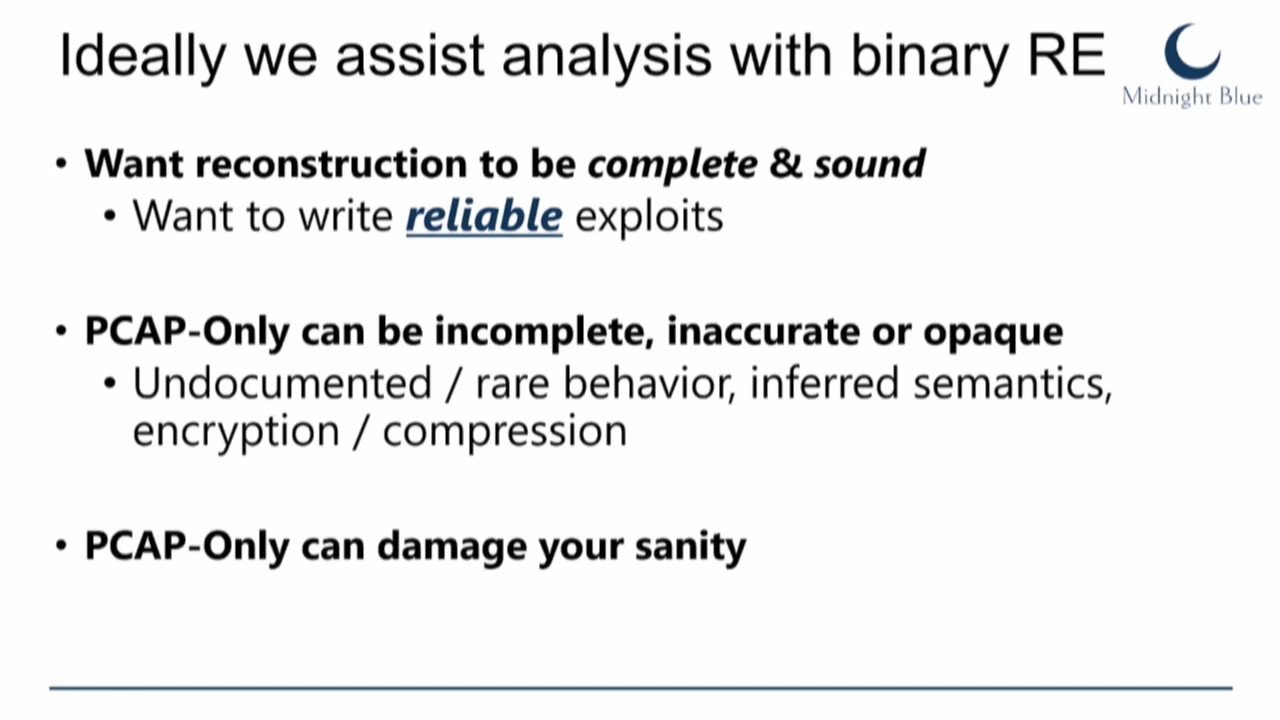 Ideally we assist analysis with binary RE
Midnight Blue
• Want reconstruction to be complete & sound
• Want to write reliable exploits
• PCAP-Only can be incomplete, inaccurate or opaque
• Undocumented / rare behavior, inferred semantics,
encryption / compression
• PCAP-Only can damage your sanity